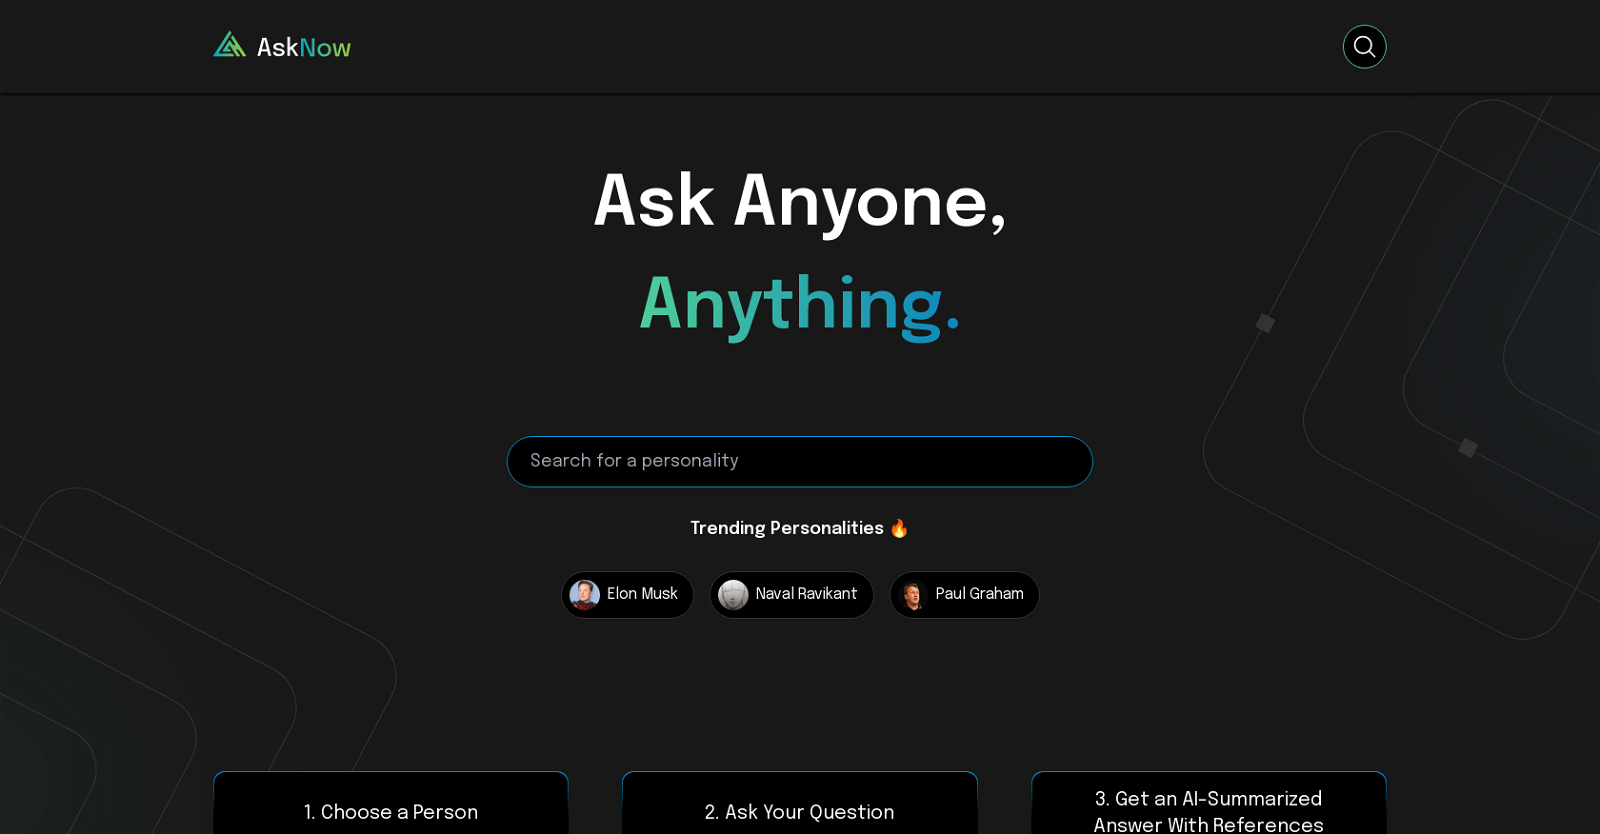 AskNow
Ask Anyone,
Anything.
Search for a personality
Trending Personalities 🔥
Elon Musk
Naval Ravikant
Paul Graham
1. Choose a Person
2. Ask Your Question
3. Get an AI-Summarized
Answer With References